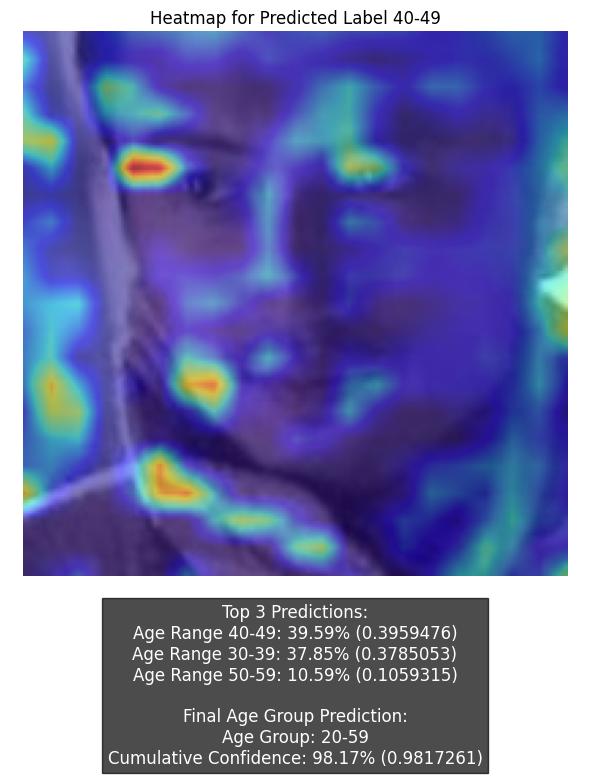 Heatmap for Predicted Label 40-49
Top 3 Predictions:
Age Range 40-49: 39.59% (0.3959476)
Age Range 30-39: 37.85% (0.3785053)
Age Range 50-59: 10.59% (0.1059315)
Final Age Group Prediction:
Age Group: 20-59
Cumulative Confidence: 98.17% (0.9817261)